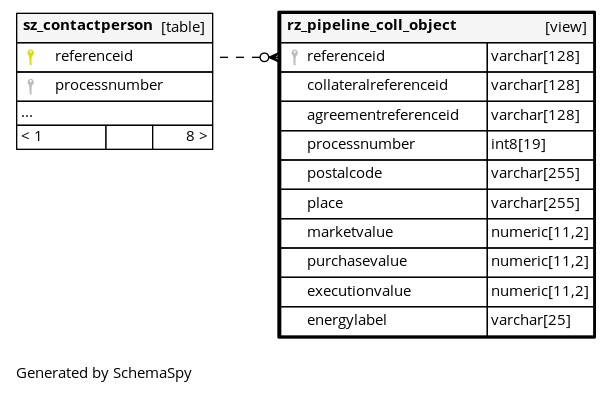 sz_contactperson [table]
referenceid
processnumber
...
< 1 8 >
rz_pipeline_coll_object [view]
referenceid varchar[128]
collateralreferenceid varchar[128]
agreementreferenceid varchar[128]
processnumber int8[19]
postalcode varchar[255]
place varchar[255]
marketvalue numeric[11,2]
purchasevalue numeric[11,2]
executionvalue numeric[11,2]
energylabel varchar[25]
Generated by SchemaSpy